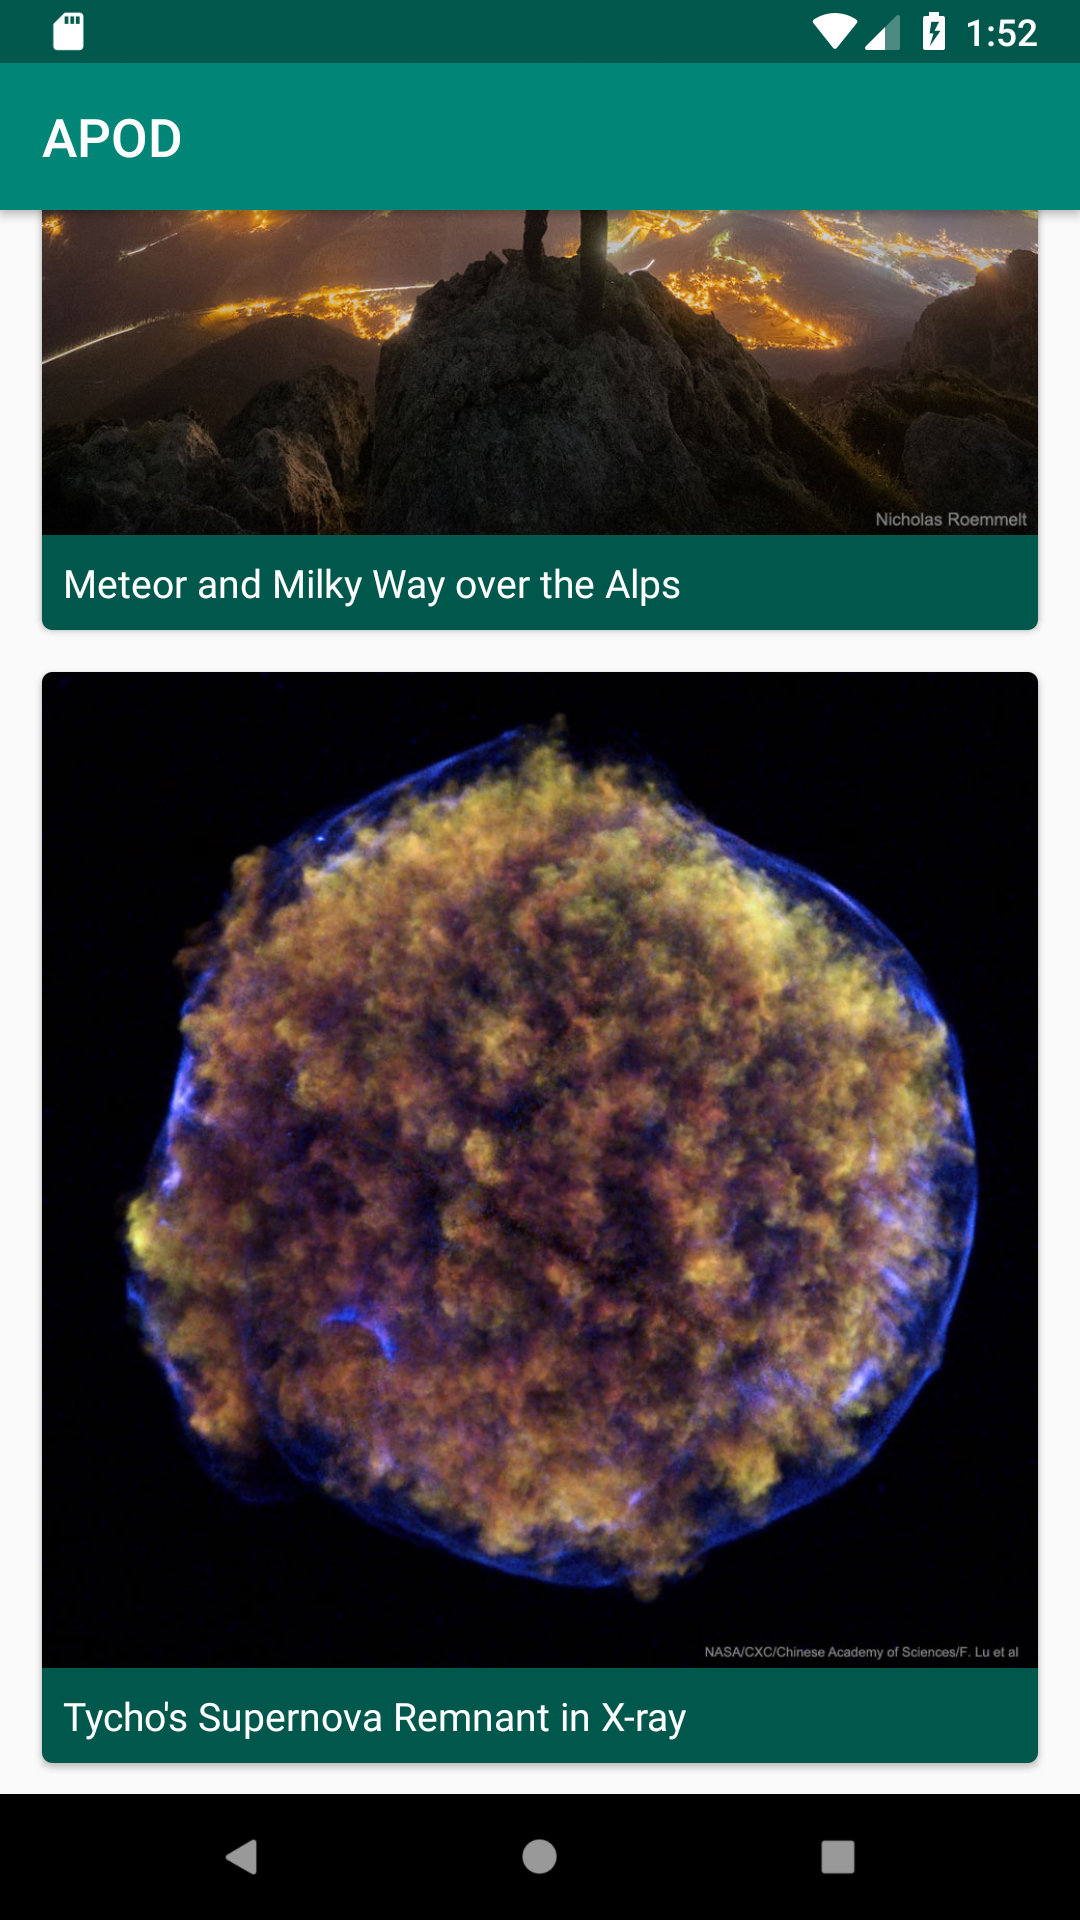 1:52
APOD
Nicholas Roemmelt
Meteor and Milky Way over the Alps
NASA/CXC/Chinese Academy of Sciences/F. Lu et al
Tycho's Supernova Remnant in X-ray